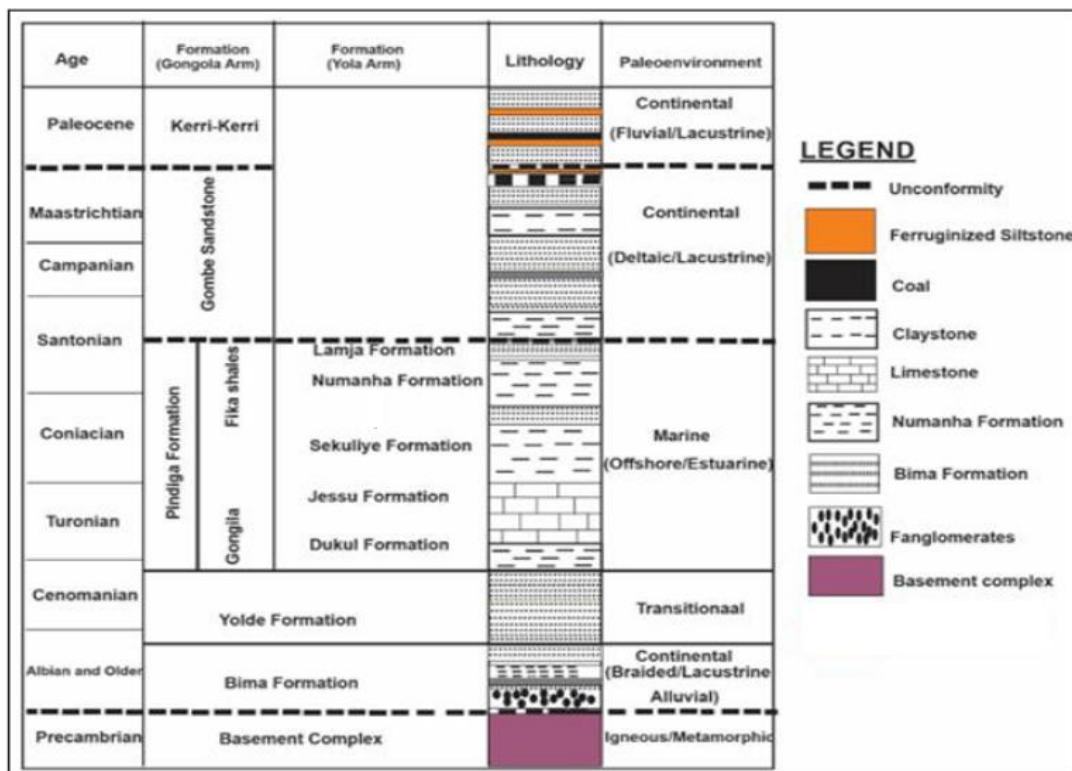 Age
Formation
(Gongola Arm)
Formation
(Yola Arm)
Lithology
Paleoenvironment
Paleocene
Kerri-Kerri
Continental
(Fluvial/Lacustrine)
Maastrichtian
Campanian
Gombe Sandstone
Continental
(Deltaic/Lacustrine)
Santonian
Coniacian
Turonian
Pindiga Formation
Fika shales
Gongila
Lamja Formation
Numanha Formation
Sekuliye Formation
Jessu Formation
Dukul Formation
Marine
(Offshore/Estuarine)
Cenomanian
Yolde Formation
Transitionaal
Albian and Older
Bima Formation
Continental
(Braided/Lacustrine
Alluvial)
Precambrian
Basement Complex
Igneous/Metamorphic
LEGEND
Unconformity
Ferruginized Siltstone
Coal
Claystone
Limestone
Numanha Formation
Bima Formation
Fanglomerates
Basement complex